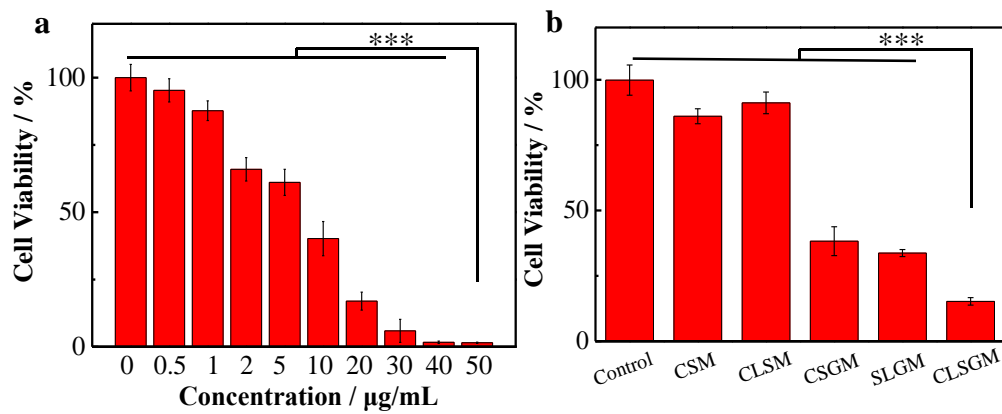 a
***
Cell Viability / %
100
50
0
0 0.5 1 2 5 10 20 30 40 50
Concentration / μg/mL
b
***
Cell Viability / %
100
50
0
Control CSM CLSM CSGM SLGM CLSGM